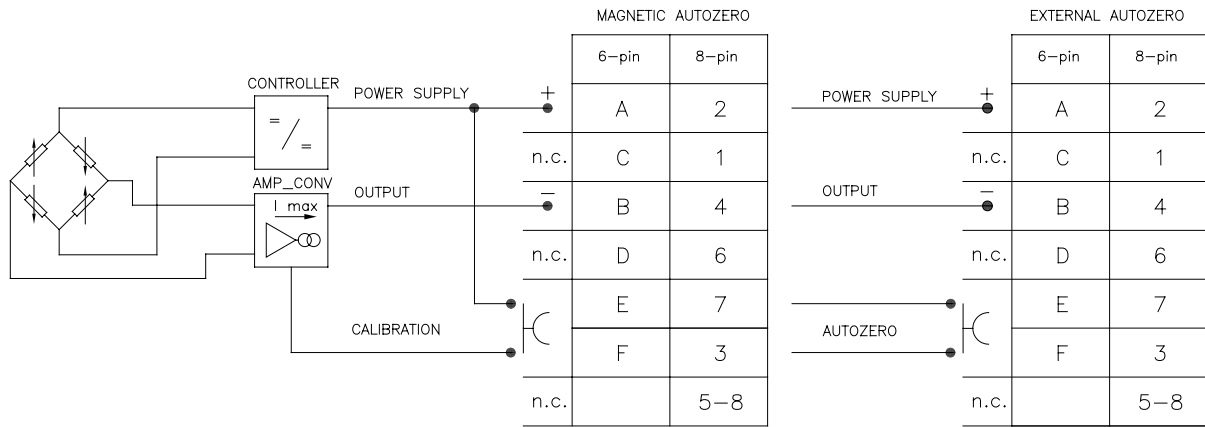 MAGNETIC AUTOZERO
6-pin 8-pin
CONTROLLER
= / =
POWER SUPPLY + A 2
n.c. C 1
AMP_CONV
I max
OUTPUT - B 4
n.c. D 6
E 7
CALIBRATION F 3
n.c. 5-8
EXTERNAL AUTOZERO
6-pin 8-pin
POWER SUPPLY + A 2
n.c. C 1
OUTPUT - B 4
n.c. D 6
E 7
AUTOZERO F 3
n.c. 5-8